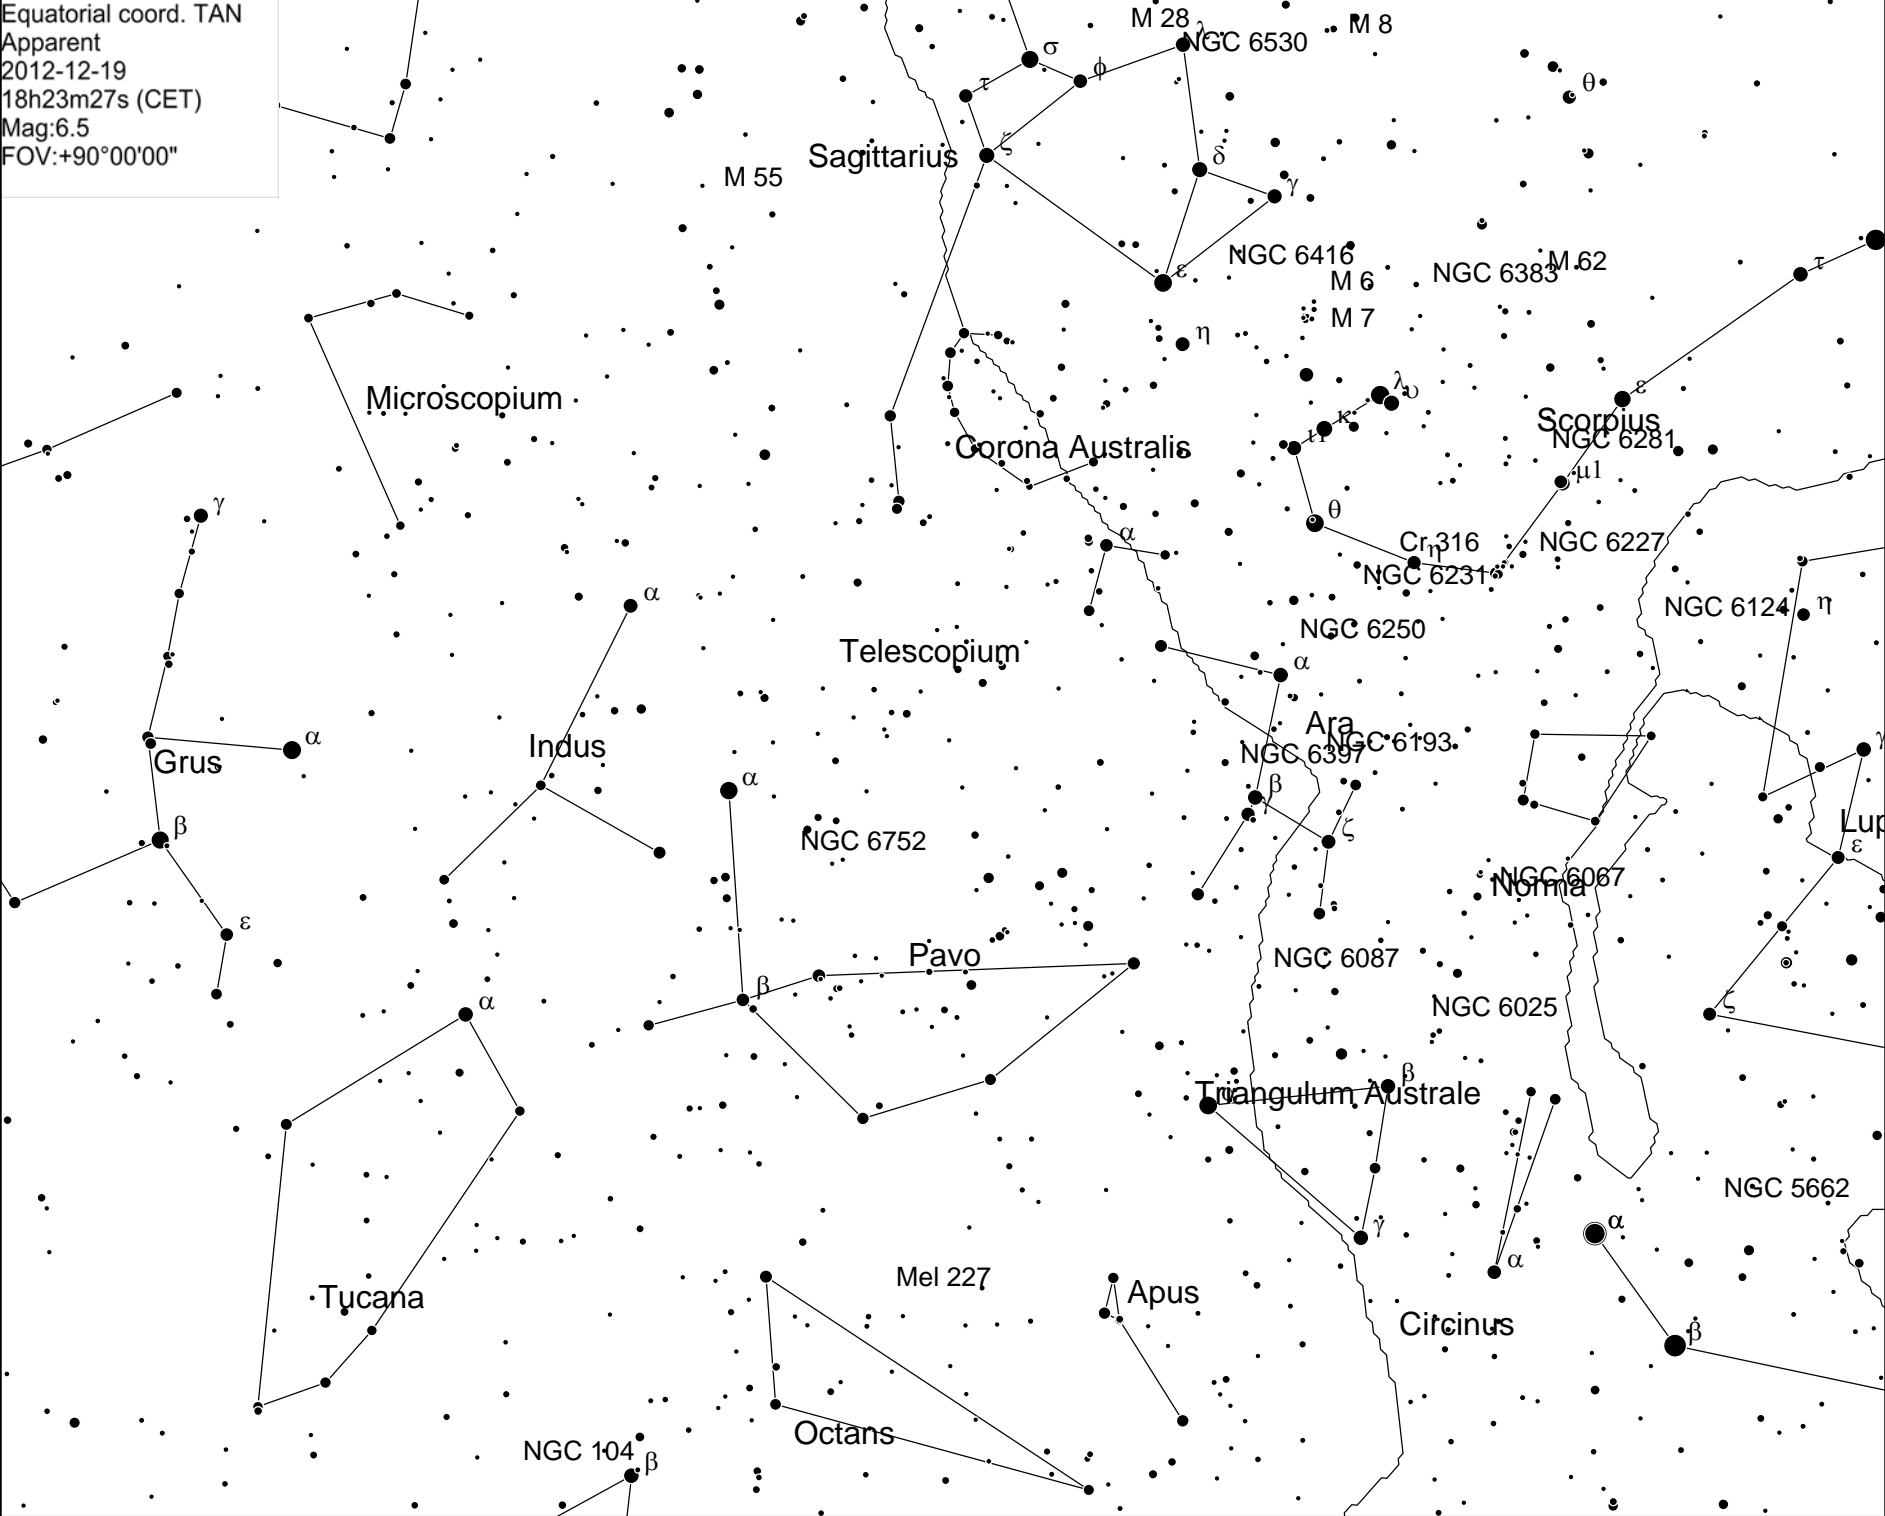 Equatorial coord. TAN
Apparent
2012-12-19
18h23m27s (CET)
Mag:6.5
FOV:+90°00'00"
M 28
λ
NGC 6530
M 8
σ
ϕ
τ
θ
Sagittarius
ζ
δ
M 55
γ
NGC 6416
M 6
NGC 6383
M 62
τ
ε
M 7
η
Microscopium
λ
υ
κ
ι1
ε
Scorpius
NGC 6281
Corona Australis
μ1
γ
θ
α
Cr 316
η
NGC 6227
NGC 6231
α
NGC 6124
η
NGC 6250
Telescopium
α
Ara
NGC 6193
NGC 6397
Grus
α
Indus
α
β
γ
γ
β
NGC 6752
ζ
Lup
ε
NGC 6067
Norma
ε
Pavo
NGC 6087
β
α
NGC 6025
ζ
β
α
Triangulum Australe
NGC 5662
γ
α
α
Mel 227
Apus
Tucana
Circinus
β
Octans
NGC 104
β